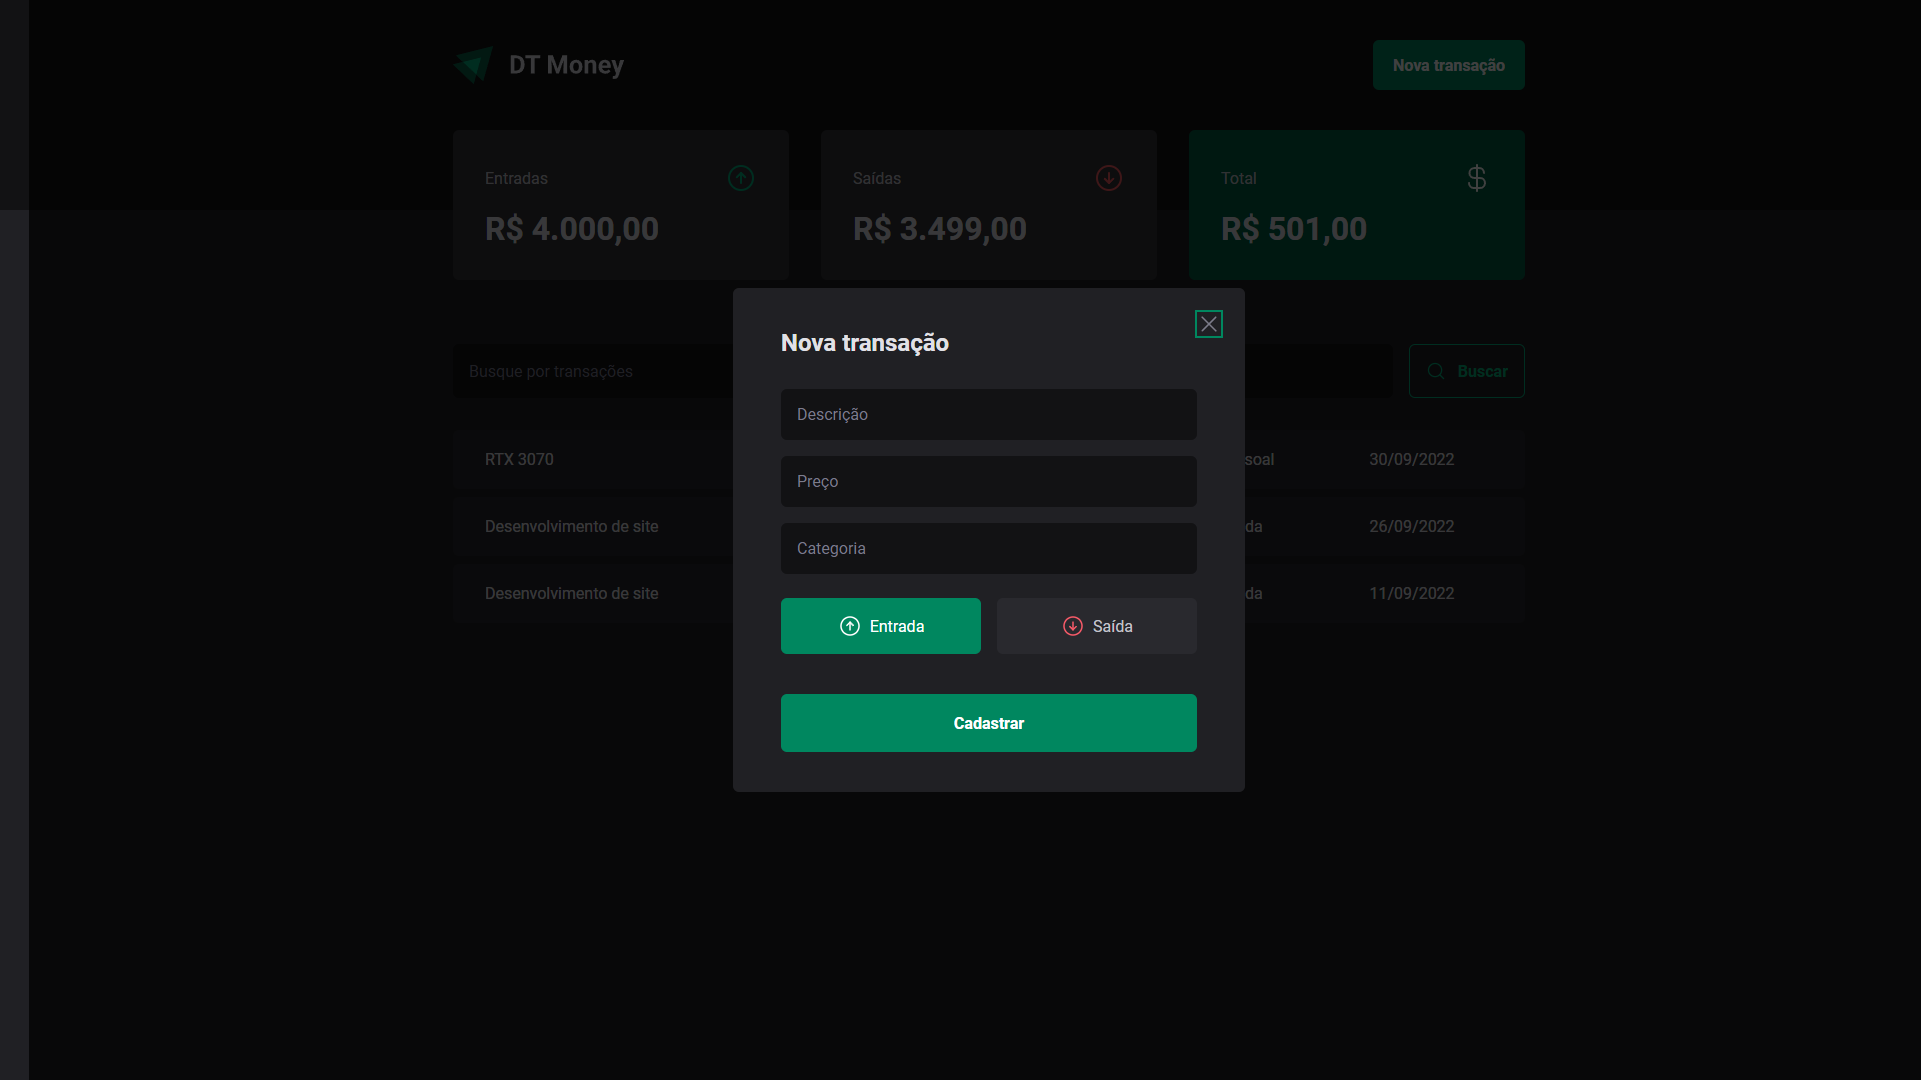 DT Money
Nova transação
Entradas
R$ 4.000,00
Saídas
R$ 3.499,00
Total
$
R$ 501,00
Busque por transações
Buscar
RTX 3070
soal
30/09/2022
Desenvolvimento de site
da
26/09/2022
Desenvolvimento de site
da
11/09/2022
Nova transação
Descrição
Preço
Categoria
Entrada
Saída
Cadastrar